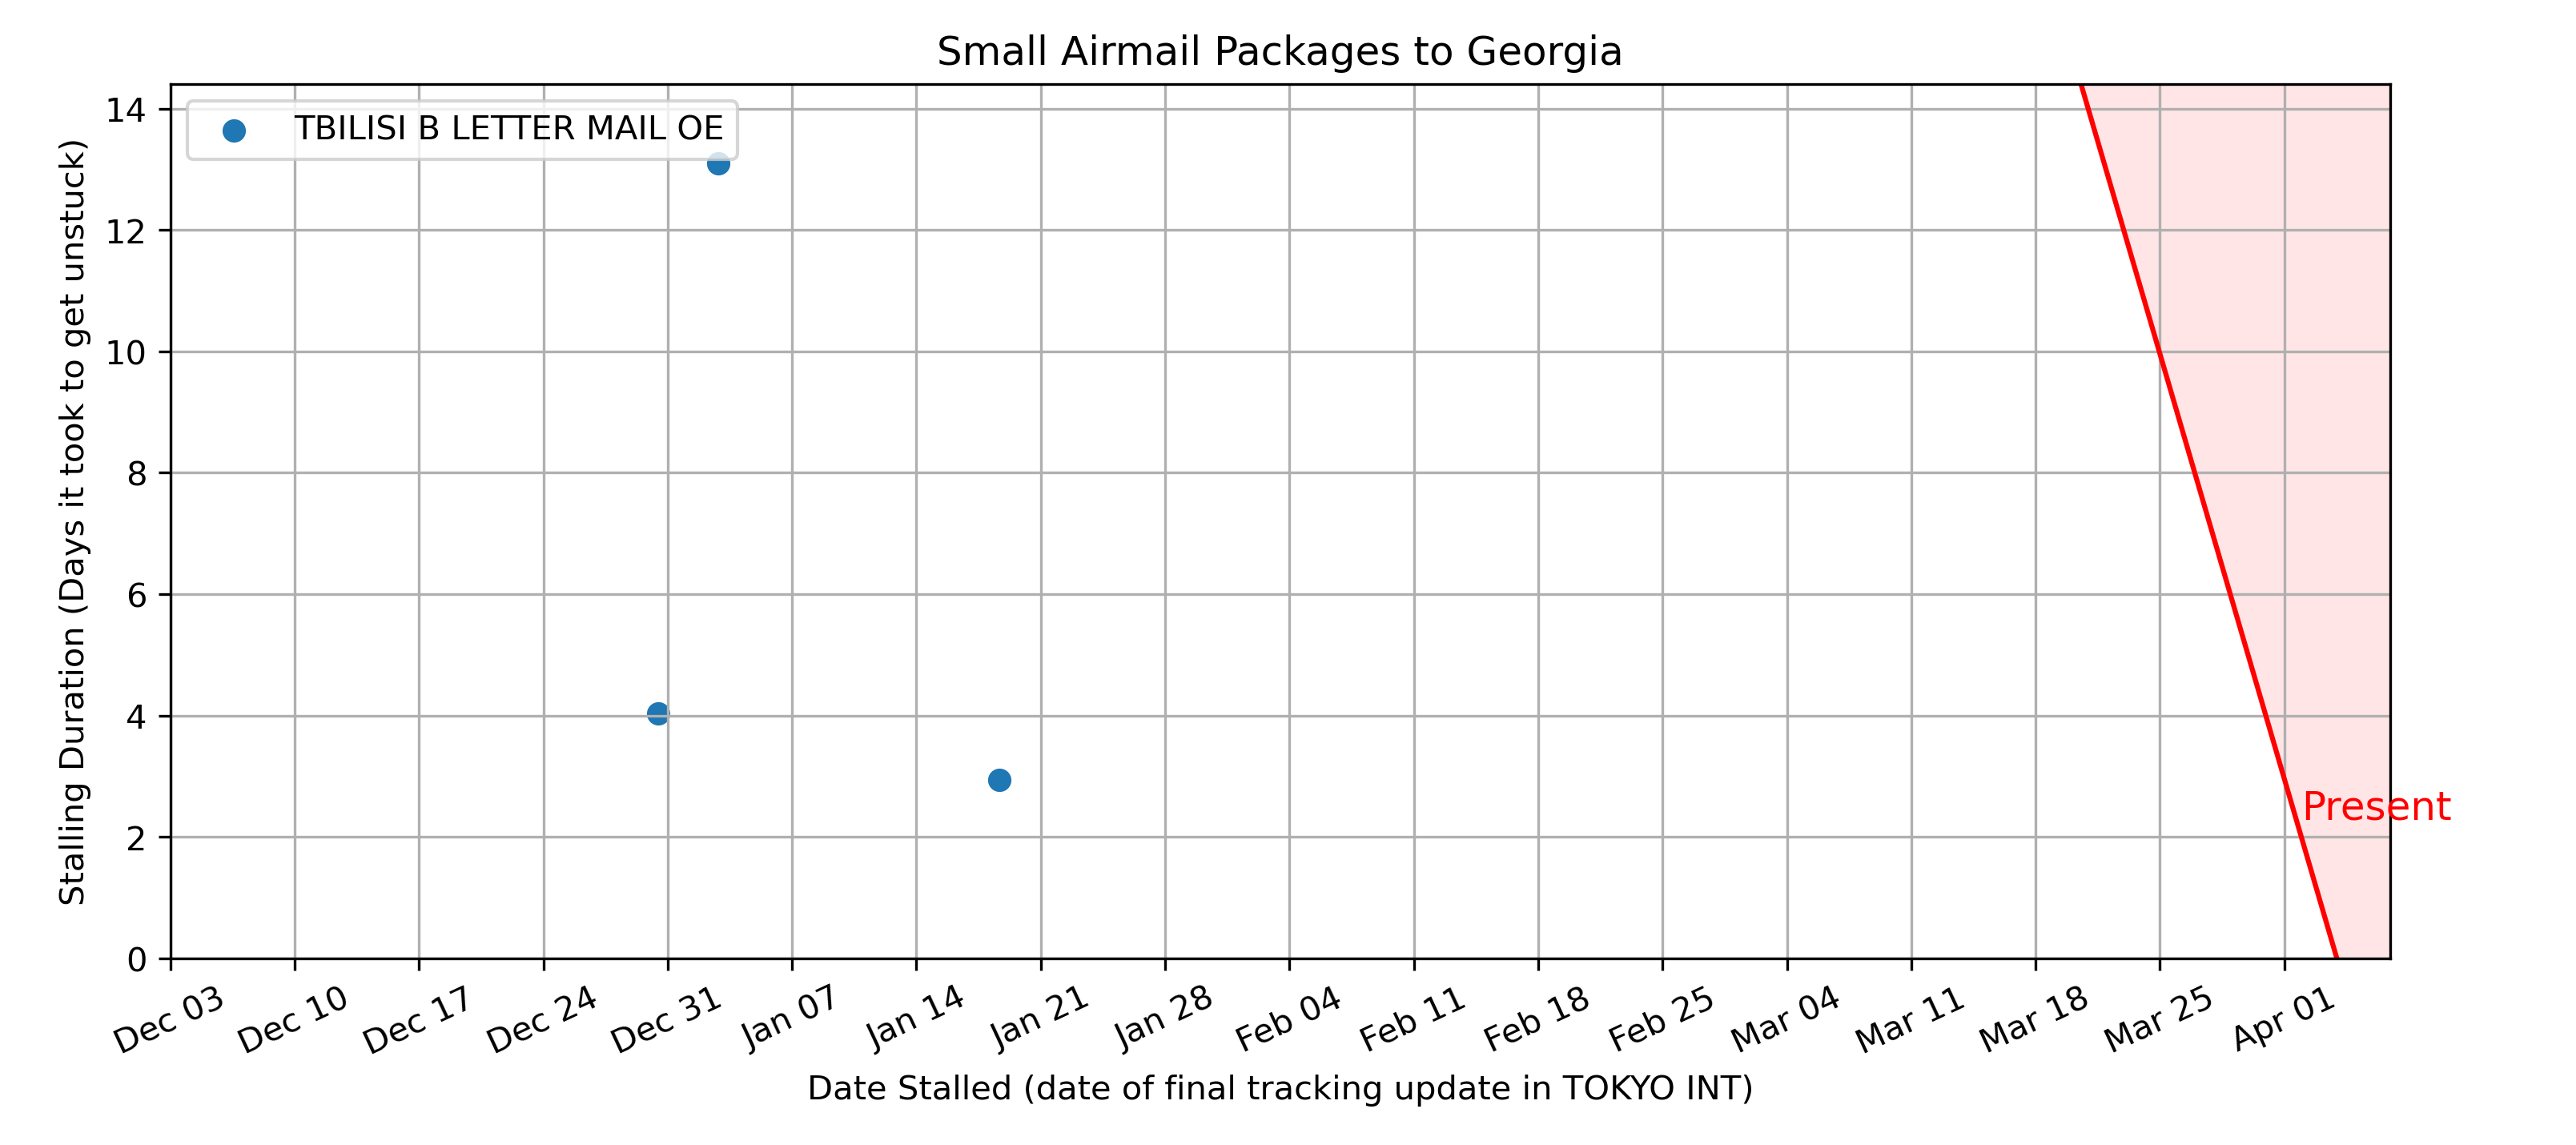 Small Airmail Packages to Georgia
TBILISI B LETTER MAIL OE
Stalling Duration (Days it took to get unstuck)
14
12
10
8
6
4
2
0
Present
Dec 03
Dec 10
Dec 17
Dec 24
Dec 31
Jan 07
Jan 14
Jan 21
Jan 28
Feb 04
Feb 11
Feb 18
Feb 25
Mar 04
Mar 11
Mar 18
Mar 25
Apr 01
Date Stalled (date of final tracking update in TOKYO INT)